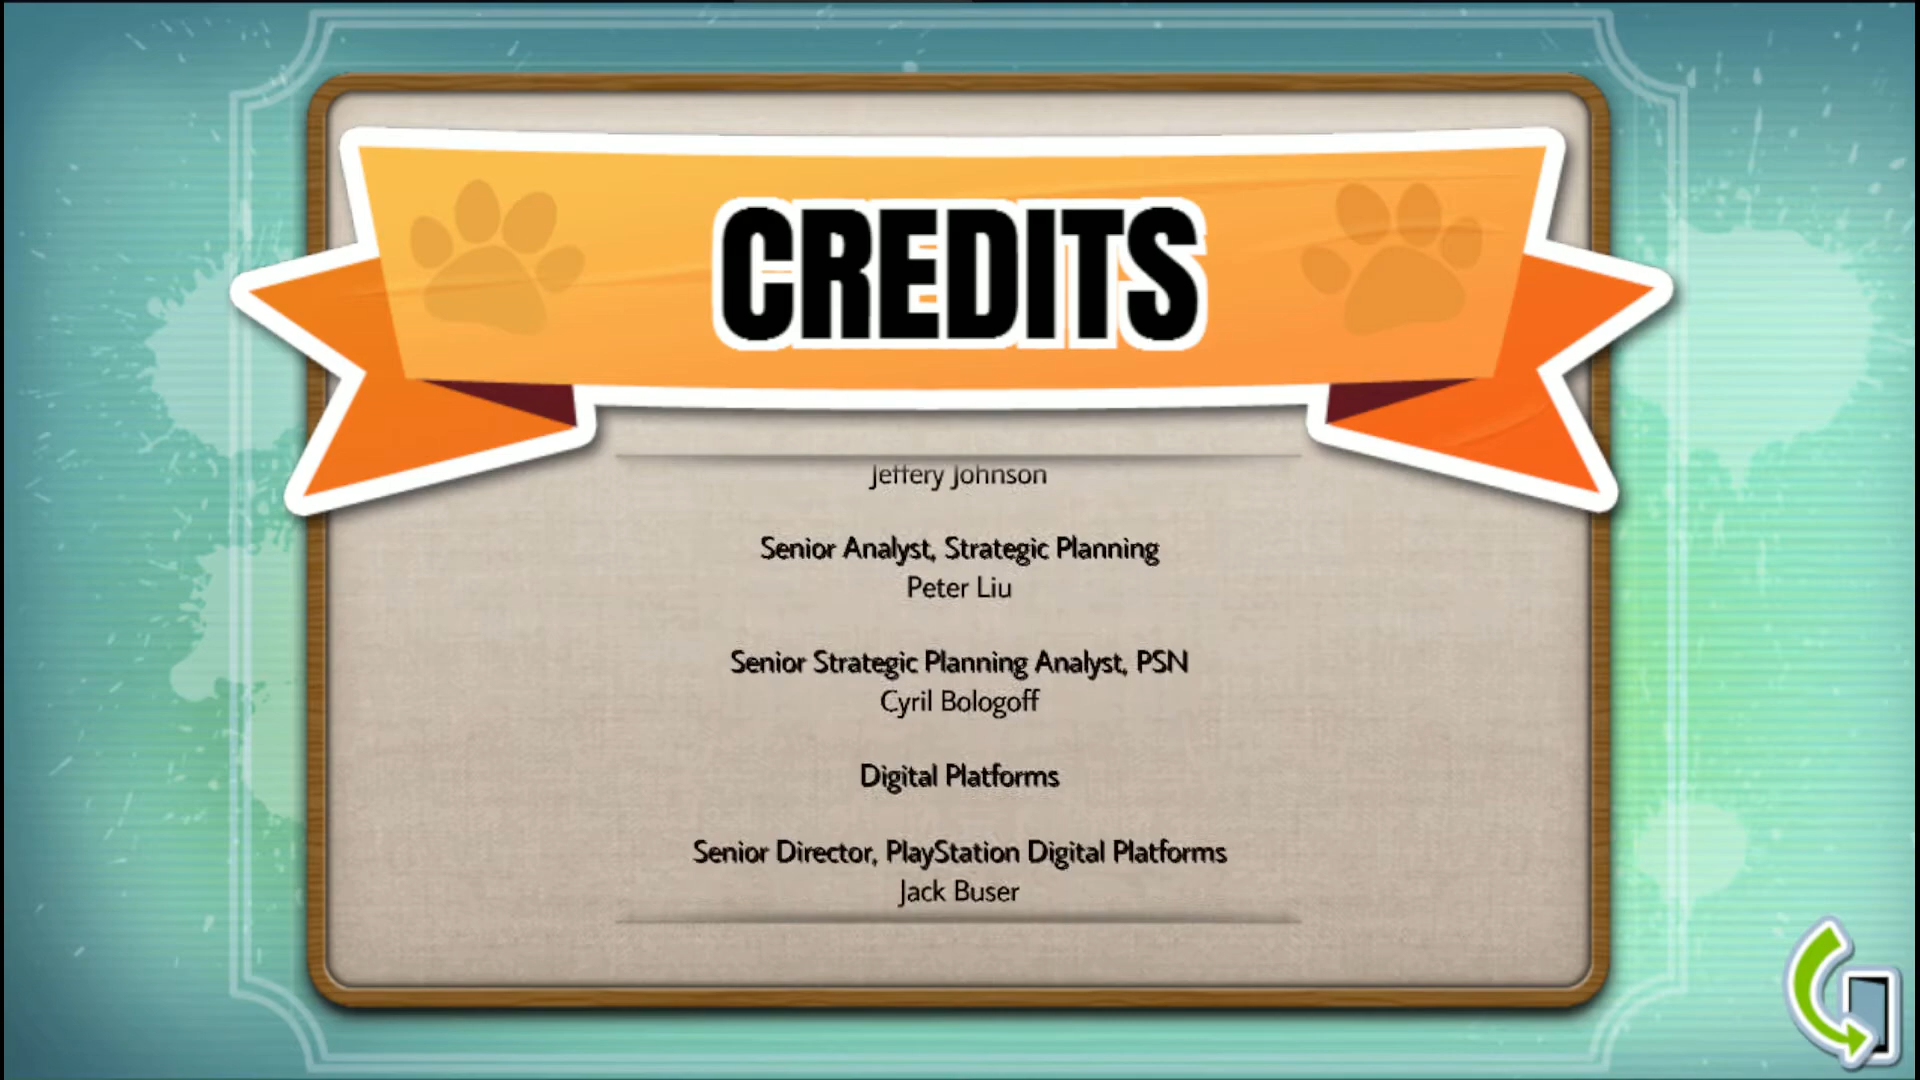 CREDITS
Jeffery Johnson
Senior Analyst, Strategic Planning
Peter Liu
Senior Strategic Planning Analyst, PSN
Cyril Bologoff
Digital Platforms
Senior Director, PlayStation Digital Platforms
Jack Buser